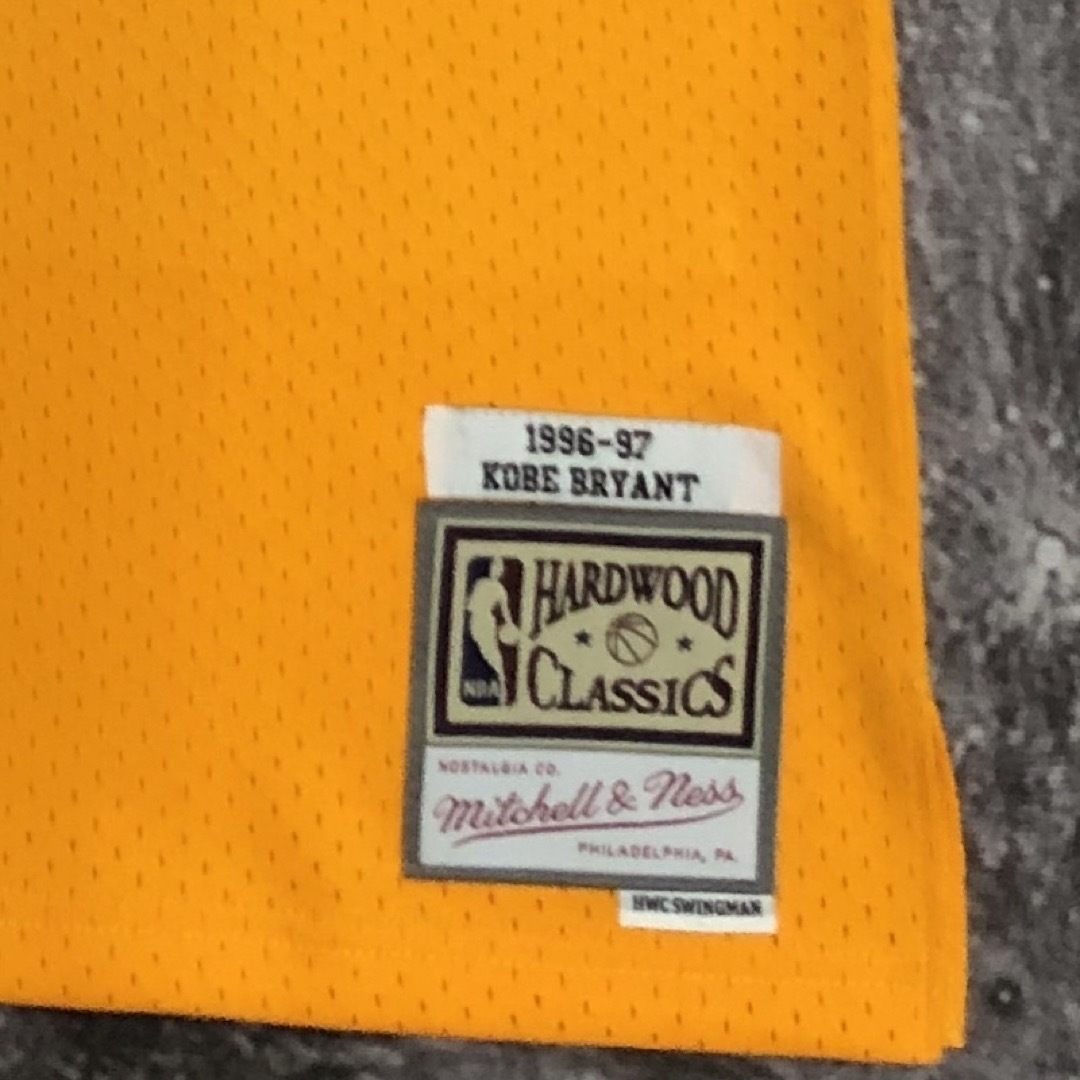 1996-97
KOBE BRYANT
HARDWOOD
CLASSICS
NBA
NOSTALGIA CO.
Mitchell & Ness
PHILADELPHIA, PA.
HWC SWINGMAN